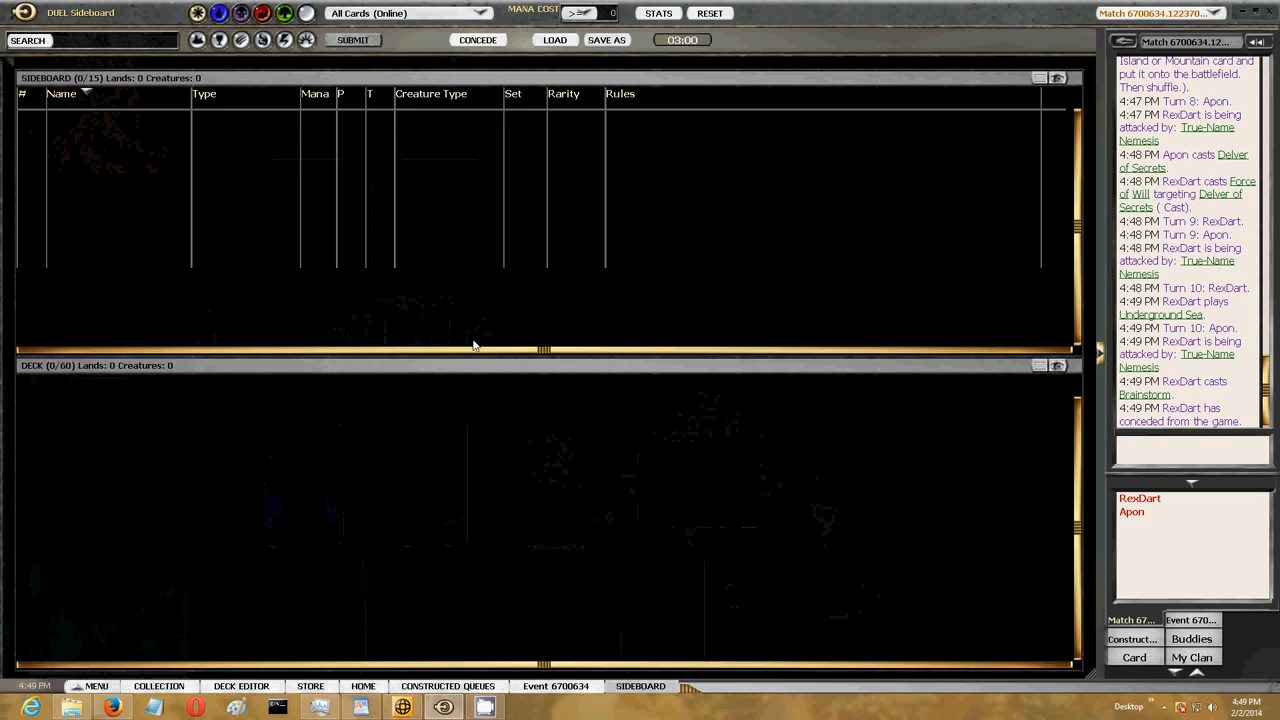 DUEL Sideboard
All Cards (Online)
MANA COST
>=
0
STATS
RESET
Match 6700634.122370...
SEARCH
SUBMIT
CONCEDE
LOAD
SAVE AS
03:00
Match 6700634.12...
SIDEBOARD (0/15) Lands: 0 Creatures: 0
# Name Type Mana P T Creature Type Set Rarity Rules
DECK (0/60) Lands: 0 Creatures: 0
Island or Mountain card and
put it onto the battlefield.
Then shuffle.).
4:47 PM Turn 8: Apon.
4:47 PM RexDart is being
attacked by: True-Name
Nemesis
4:48 PM Apon casts Delver
of Secrets.
4:48 PM RexDart casts Force
of Will targeting Delver of
Secrets ( Cast).
4:48 PM Turn 9: RexDart.
4:48 PM Turn 9: Apon.
4:48 PM RexDart is being
attacked by: True-Name
Nemesis
4:48 PM Turn 10: RexDart.
4:49 PM RexDart plays
Underground Sea.
4:49 PM Turn 10: Apon.
4:49 PM RexDart is being
attacked by: True-Name
Nemesis
4:49 PM RexDart casts
Brainstorm.
4:49 PM RexDart has
conceded from the game.
RexDart
Apon
Match 67... Event 670...
Construct... Buddies
Card My Clan
4:49 PM MENU COLLECTION DECK EDITOR STORE HOME CONSTRUCTED QUEUES Event 6700634 SIDEBOARD
Desktop
4:49 PM
2/2/2014